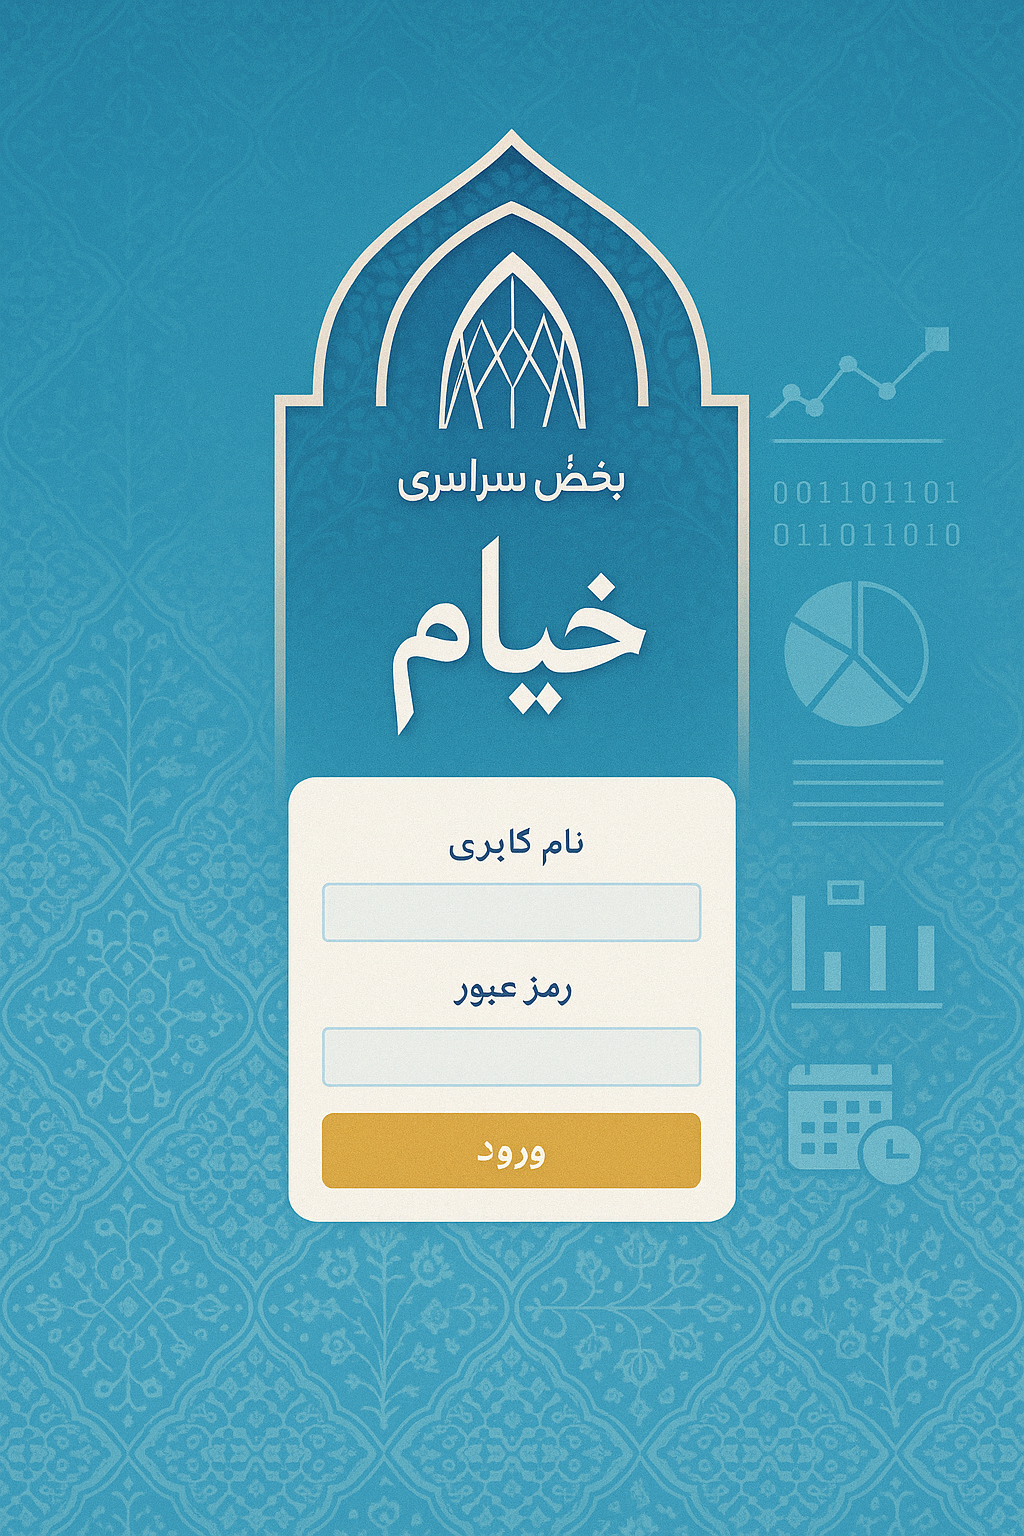 بخضٔ سراسری
خیام
001101101
011011010
نام کابری
رمز عبور
ورود